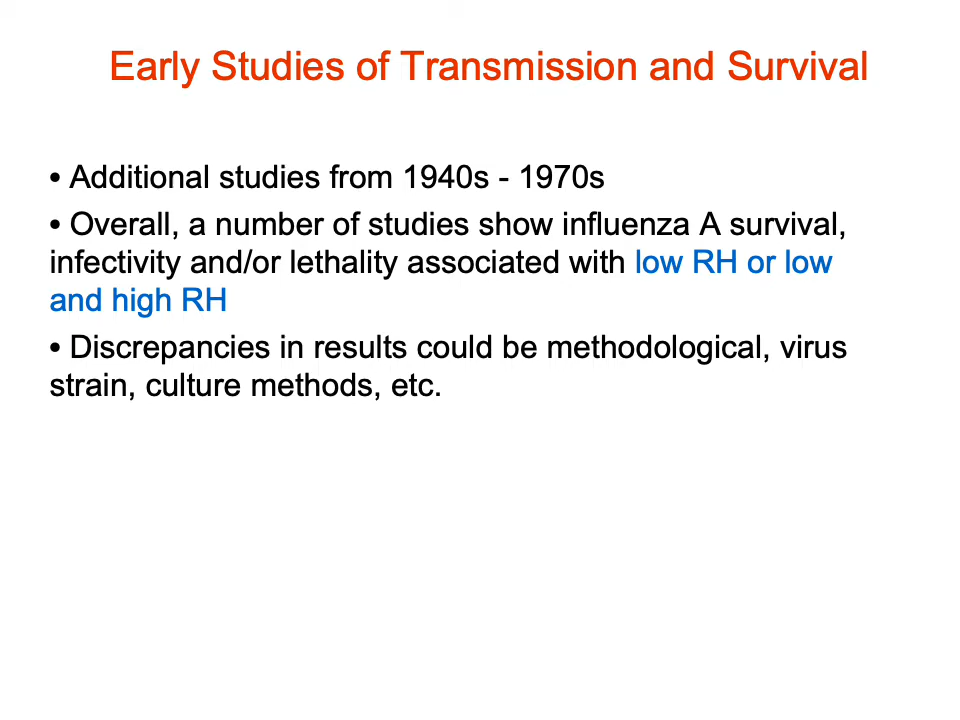 Early Studies of Transmission and Survival
• Additional studies from 1940s - 1970s
• Overall, a number of studies show influenza A survival,
infectivity and/or lethality associated with low RH or low
and high RH
• Discrepancies in results could be methodological, virus
strain, culture methods, etc.